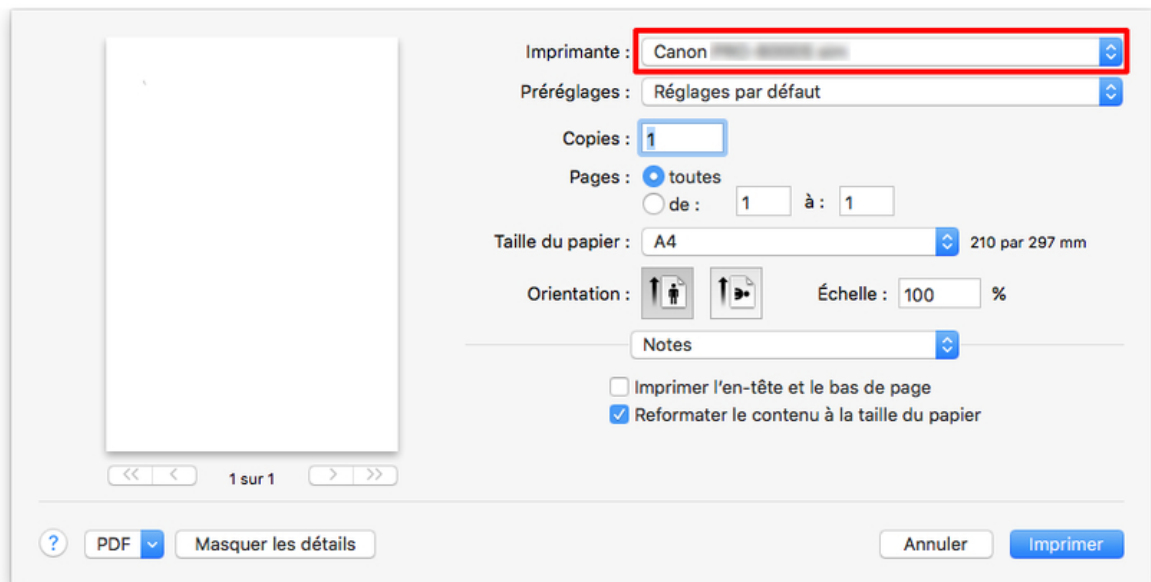 Imprimante : Canon
Préréglages : Réglages par défaut
Copies : 1
Pages : toutes
de : 1 à : 1
Taille du papier : A4 210 par 297 mm
Orientation : Échelle : 100 %
Notes
Imprimer l'en-tête et le bas de page
Reformater le contenu à la taille du papier
<< < 1 sur 1 > >>
? PDF Masquer les détails Annuler Imprimer